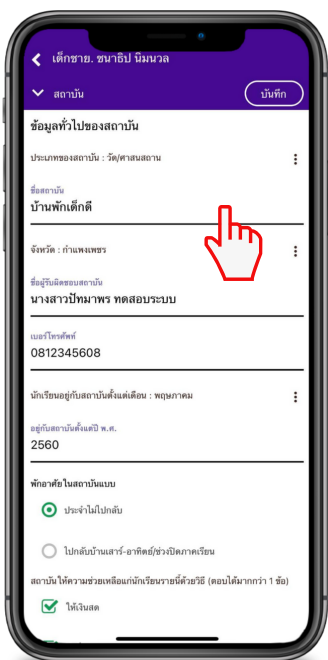 เด็กชาย. ชนาธิป นิมนวล
สถาบัน
บันทึก
ข้อมูลทั่วไปของสถาบัน
ประเภทของสถาบัน : วัด/ศาสนสถาน
ชื่อสถาบัน
บ้านพักเด็กดี
จังหวัด : กำแพงเพชร
ชื่อผู้รับผิดชอบสถาบัน
นางสาวปัทมาพร ทดสอบระบบ
เบอร์โทรศัพท์
0812345608
นักเรียนอยู่กับสถาบันตั้งแต่เดือน : พฤษภาคม
อยู่กับสถาบันตั้งแต่ปี พ.ศ.
2560
พักอาศัยในสถาบันแบบ
ประจำไม่ไปกลับ
ไปกลับบ้านเสาร์-อาทิตย์/ช่วงปิดภาคเรียน
สถาบันให้ความช่วยเหลือแก่นักเรียนรายนี้ด้วยวิธี (ตอบได้มากกว่า 1 ข้อ)
ให้เงินสด